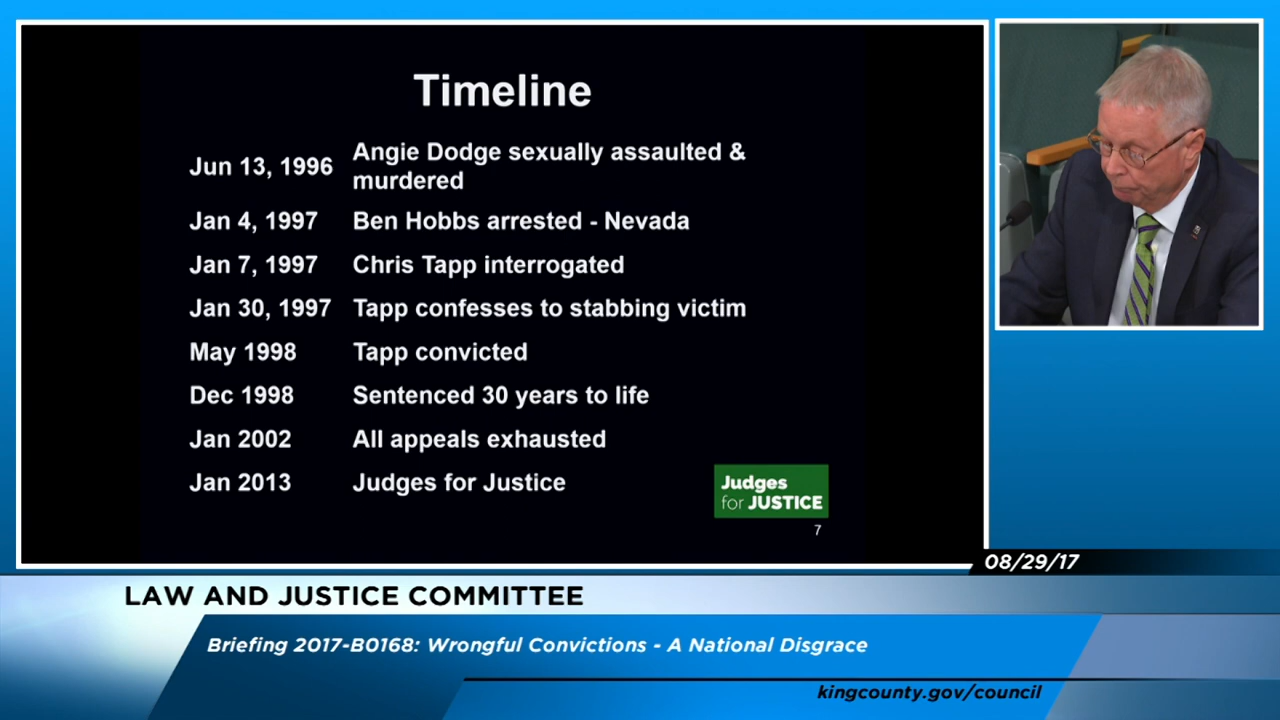 Timeline
Jun 13, 1996 Angie Dodge sexually assaulted &
murdered
Jan 4, 1997 Ben Hobbs arrested - Nevada
Jan 7, 1997 Chris Tapp interrogated
Jan 30, 1997 Tapp confesses to stabbing victim
May 1998 Tapp convicted
Dec 1998 Sentenced 30 years to life
Jan 2002 All appeals exhausted
Jan 2013 Judges for Justice
Judges
for JUSTICE
7
08/29/17
LAW AND JUSTICE COMMITTEE
Briefing 2017-B0168: Wrongful Convictions - A National Disgrace
kingcounty.gov/council